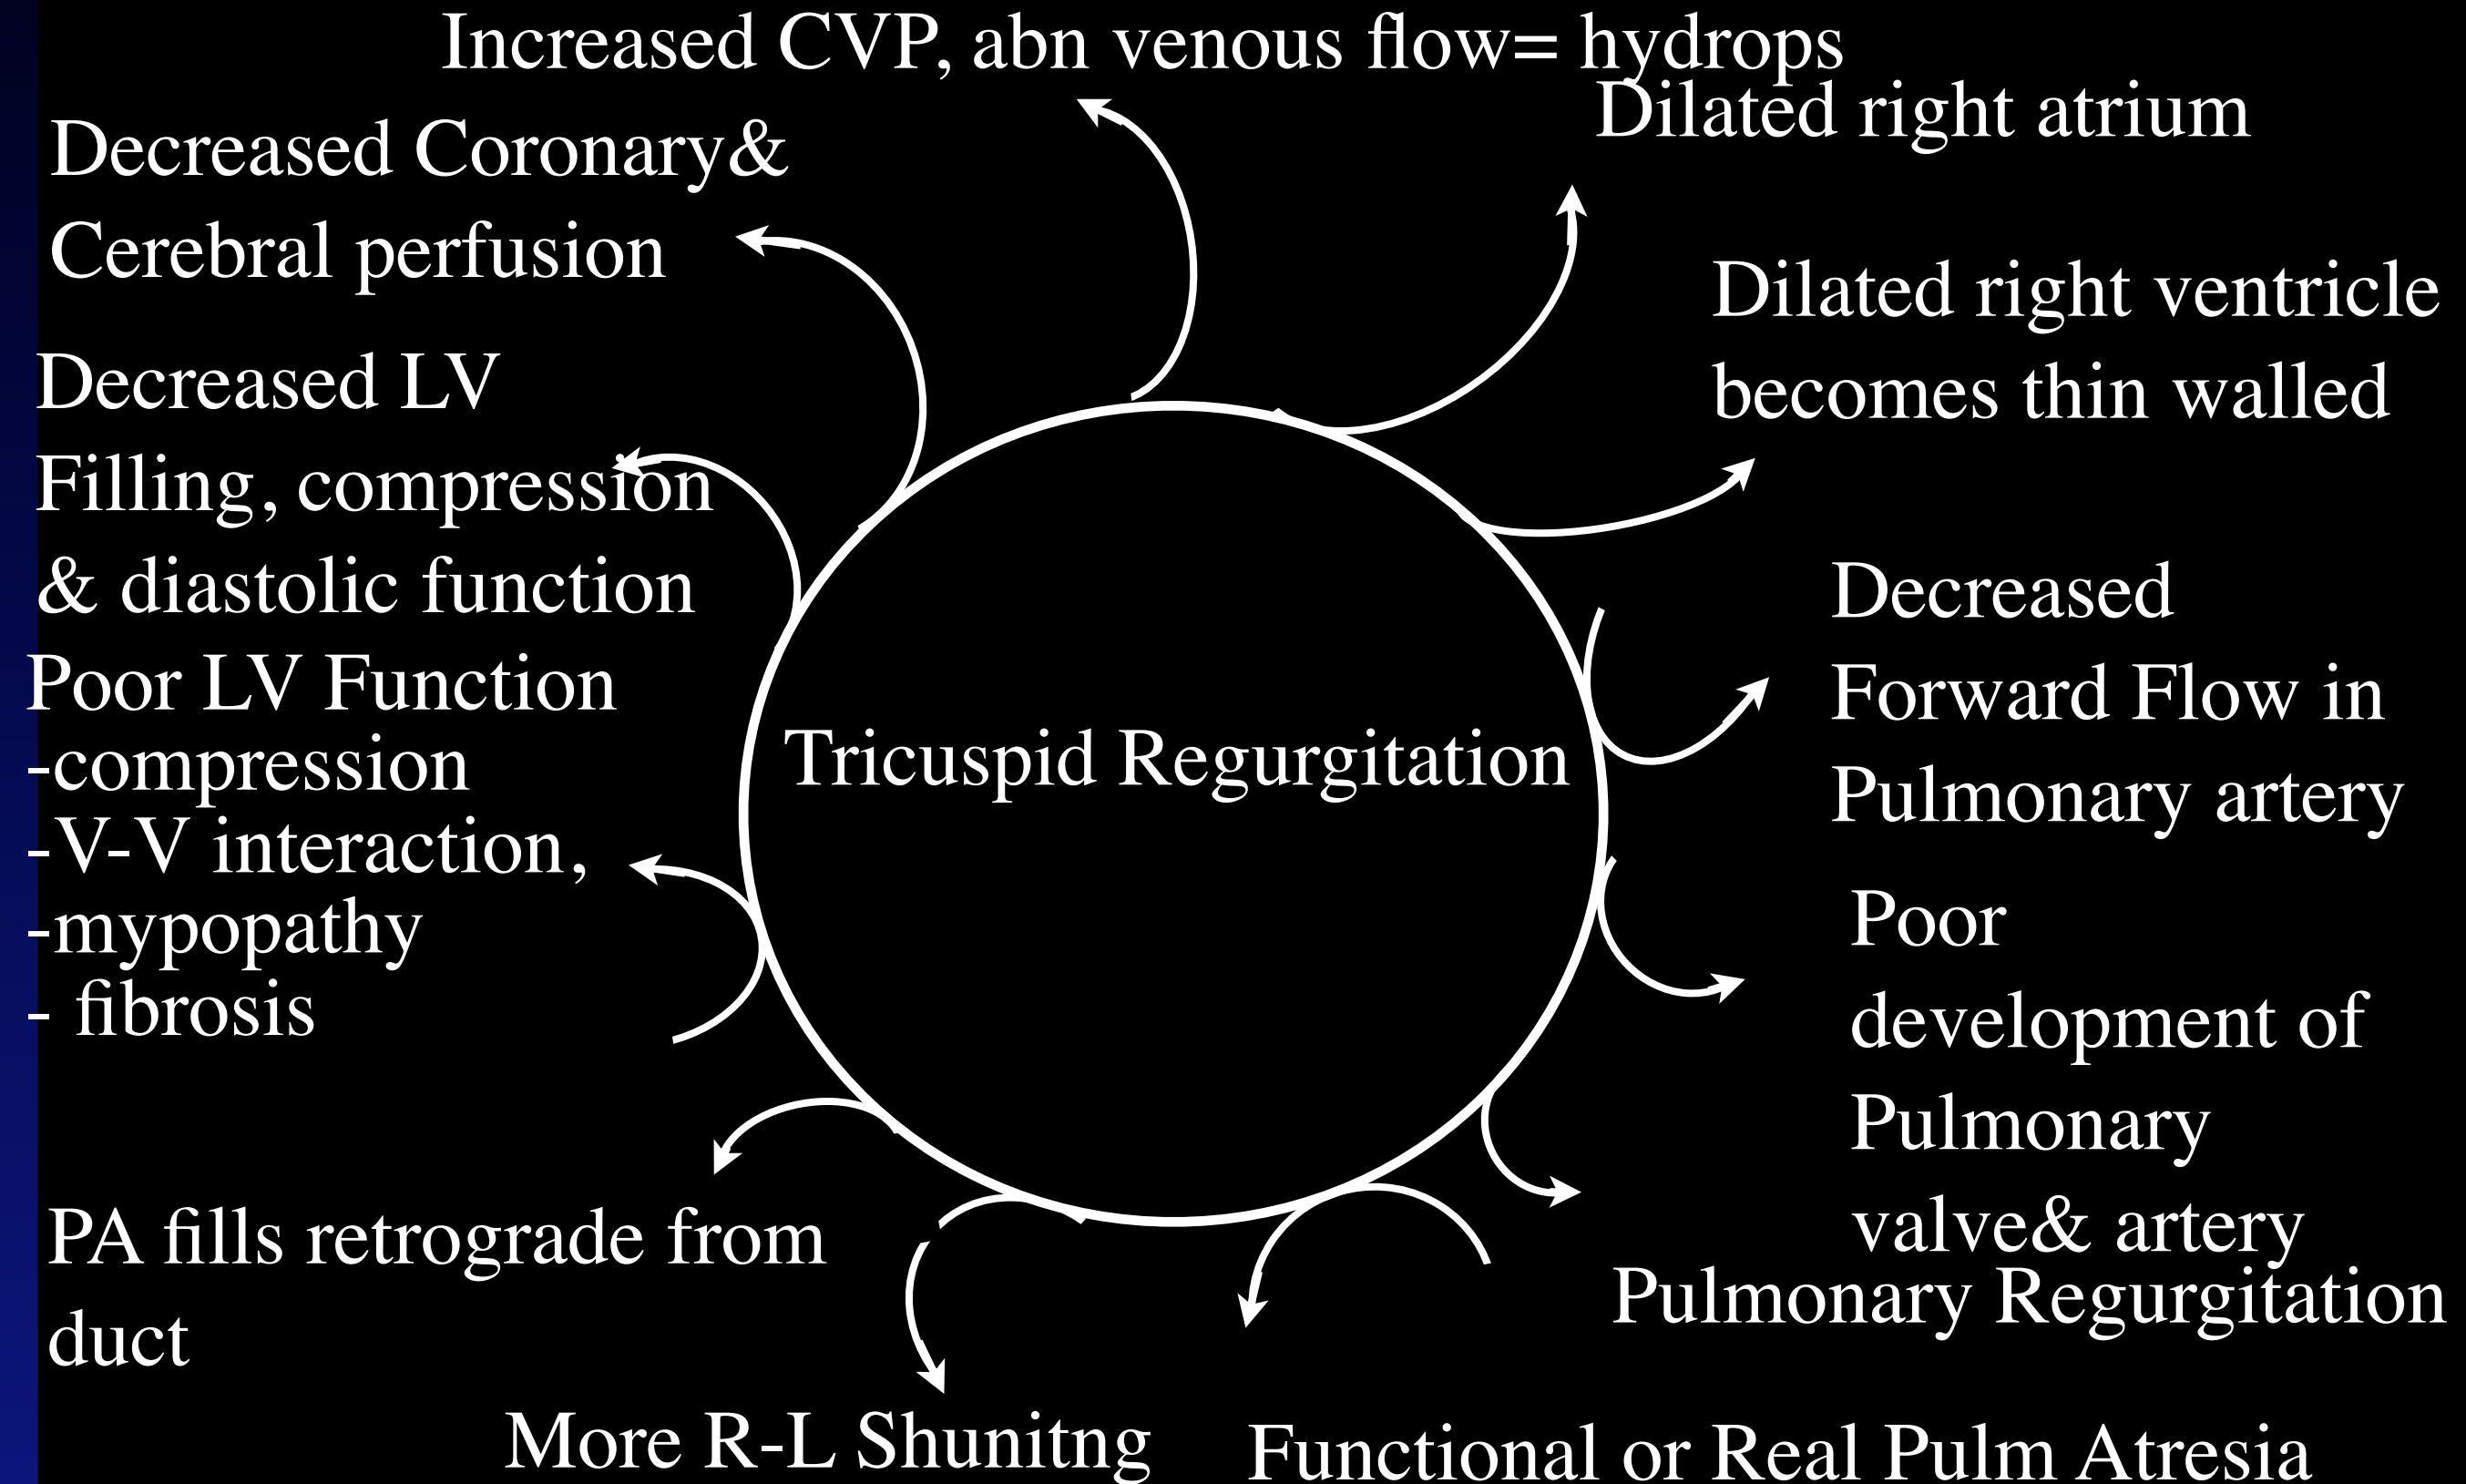 Increased CVP, abn venous flow= hydrops
Dilated right atrium
Decreased Coronary&
Cerebral perfusion
Dilated right ventricle
becomes thin walled
Decreased LV
Filling, compression
& diastolic function
Decreased
Forward Flow in
Pulmonary artery
Poor LV Function
-compression
-V-V interaction,
-mypopathy
- fibrosis
Tricuspid Regurgitation
Poor
development of
Pulmonary
valve& artery
PA fills retrograde from
duct
Pulmonary Regurgitation
More R-L Shunitng
Functional or Real Pulm Atresia